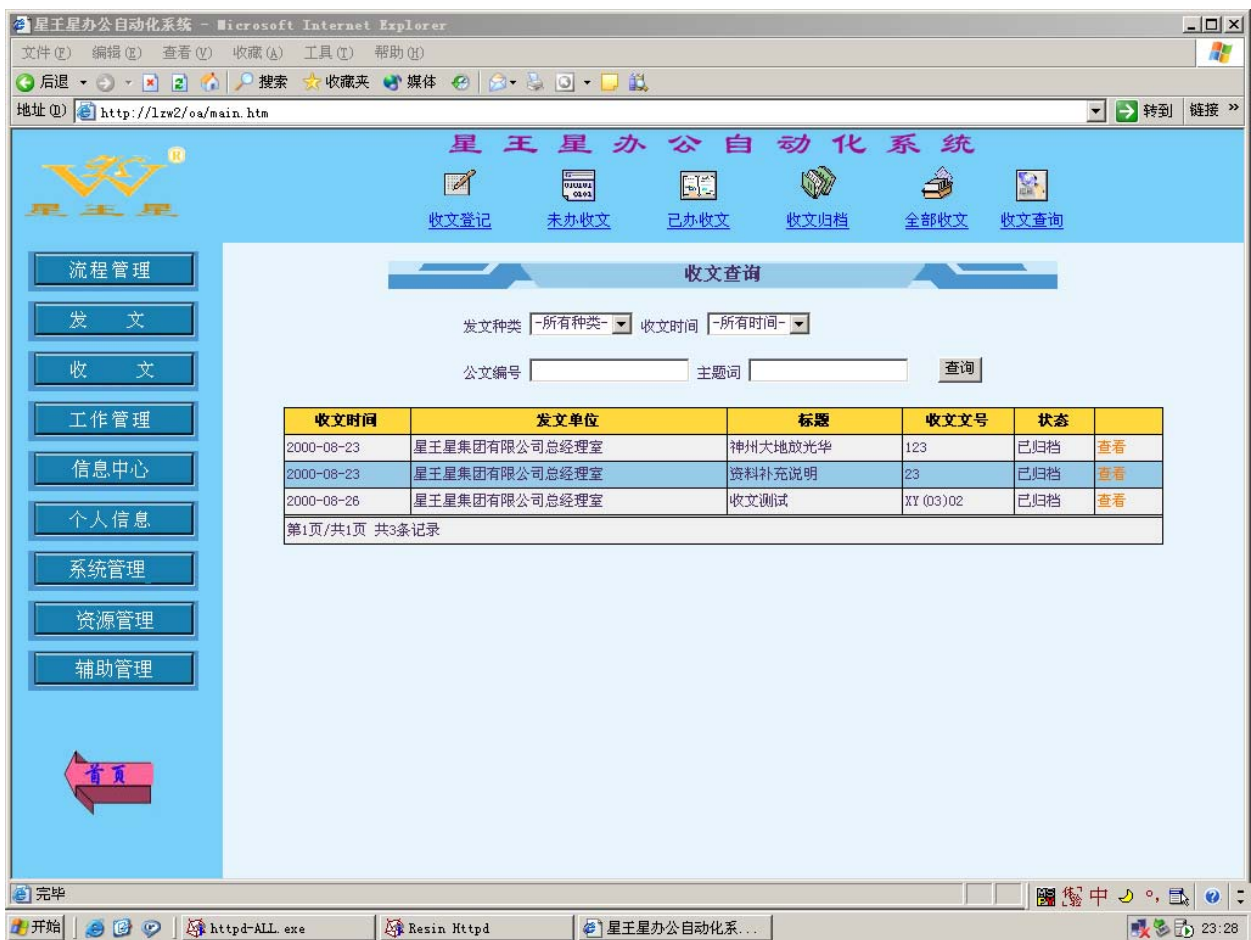 星王星办公自动化系统 - Microsoft Internet Explorer
文件(F) 编辑(E) 查看(V) 收藏(A) 工具(T) 帮助(H)
后退 搜索 收藏夹 媒体
地址(D) http://lzw2/oa/main.htm 转到 链接 »
星王星办公自动化系统
R
星王星
收文登记 未办收文 已办收文 收文归档 全部收文 收文查询
流程管理
发 文
收 文
工作管理
信息中心
个人信息
系统管理
资源管理
辅助管理
首页
收文查询
发文种类 -所有种类- 收文时间 -所有时间-
公文编号 主题词 查询
收文时间 发文单位 标题 收文文号 状态
2000-08-23 星王星集团有限公司总经理室 神州大地放光华 123 已归档 查看
2000-08-23 星王星集团有限公司总经理室 资料补充说明 23 已归档 查看
2000-08-26 星王星集团有限公司总经理室 收文测试 XY(03)02 已归档 查看
第1页/共1页 共3条记录
完毕
中
开始 httpd-ALL.exe Resin Httpd 星王星办公自动化系... 23:28